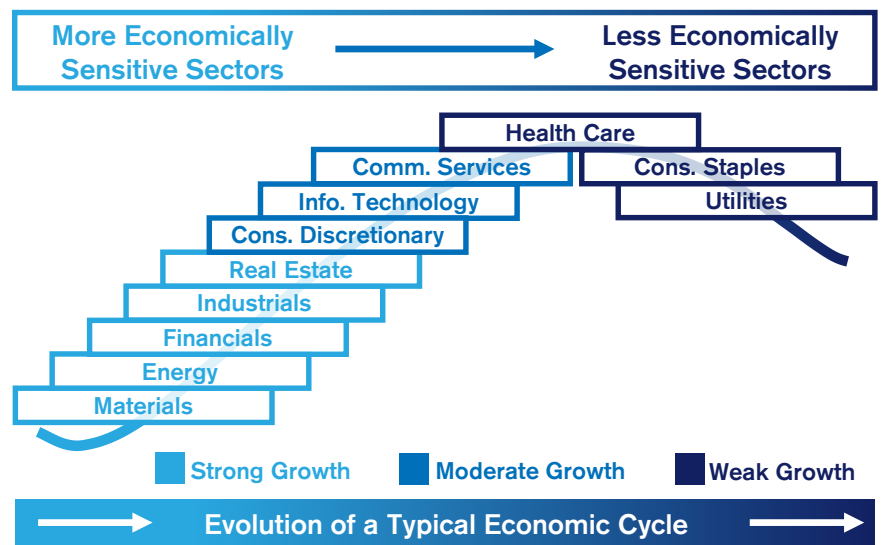 More Economically
Sensitive Sectors
Less Economically
Sensitive Sectors
Health Care
Comm. Services
Cons. Staples
Info. Technology
Utilities
Cons. Discretionary
Real Estate
Industrials
Financials
Energy
Materials
Strong Growth
Moderate Growth
Weak Growth
Evolution of a Typical Economic Cycle